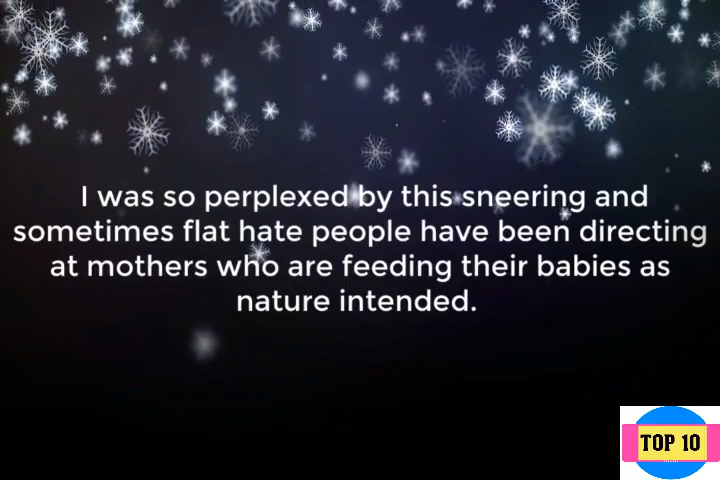 I was so perplexed by this sneering and
sometimes flat hate people have been directing
at mothers who are feeding their babies as
nature intended.
TOP 10